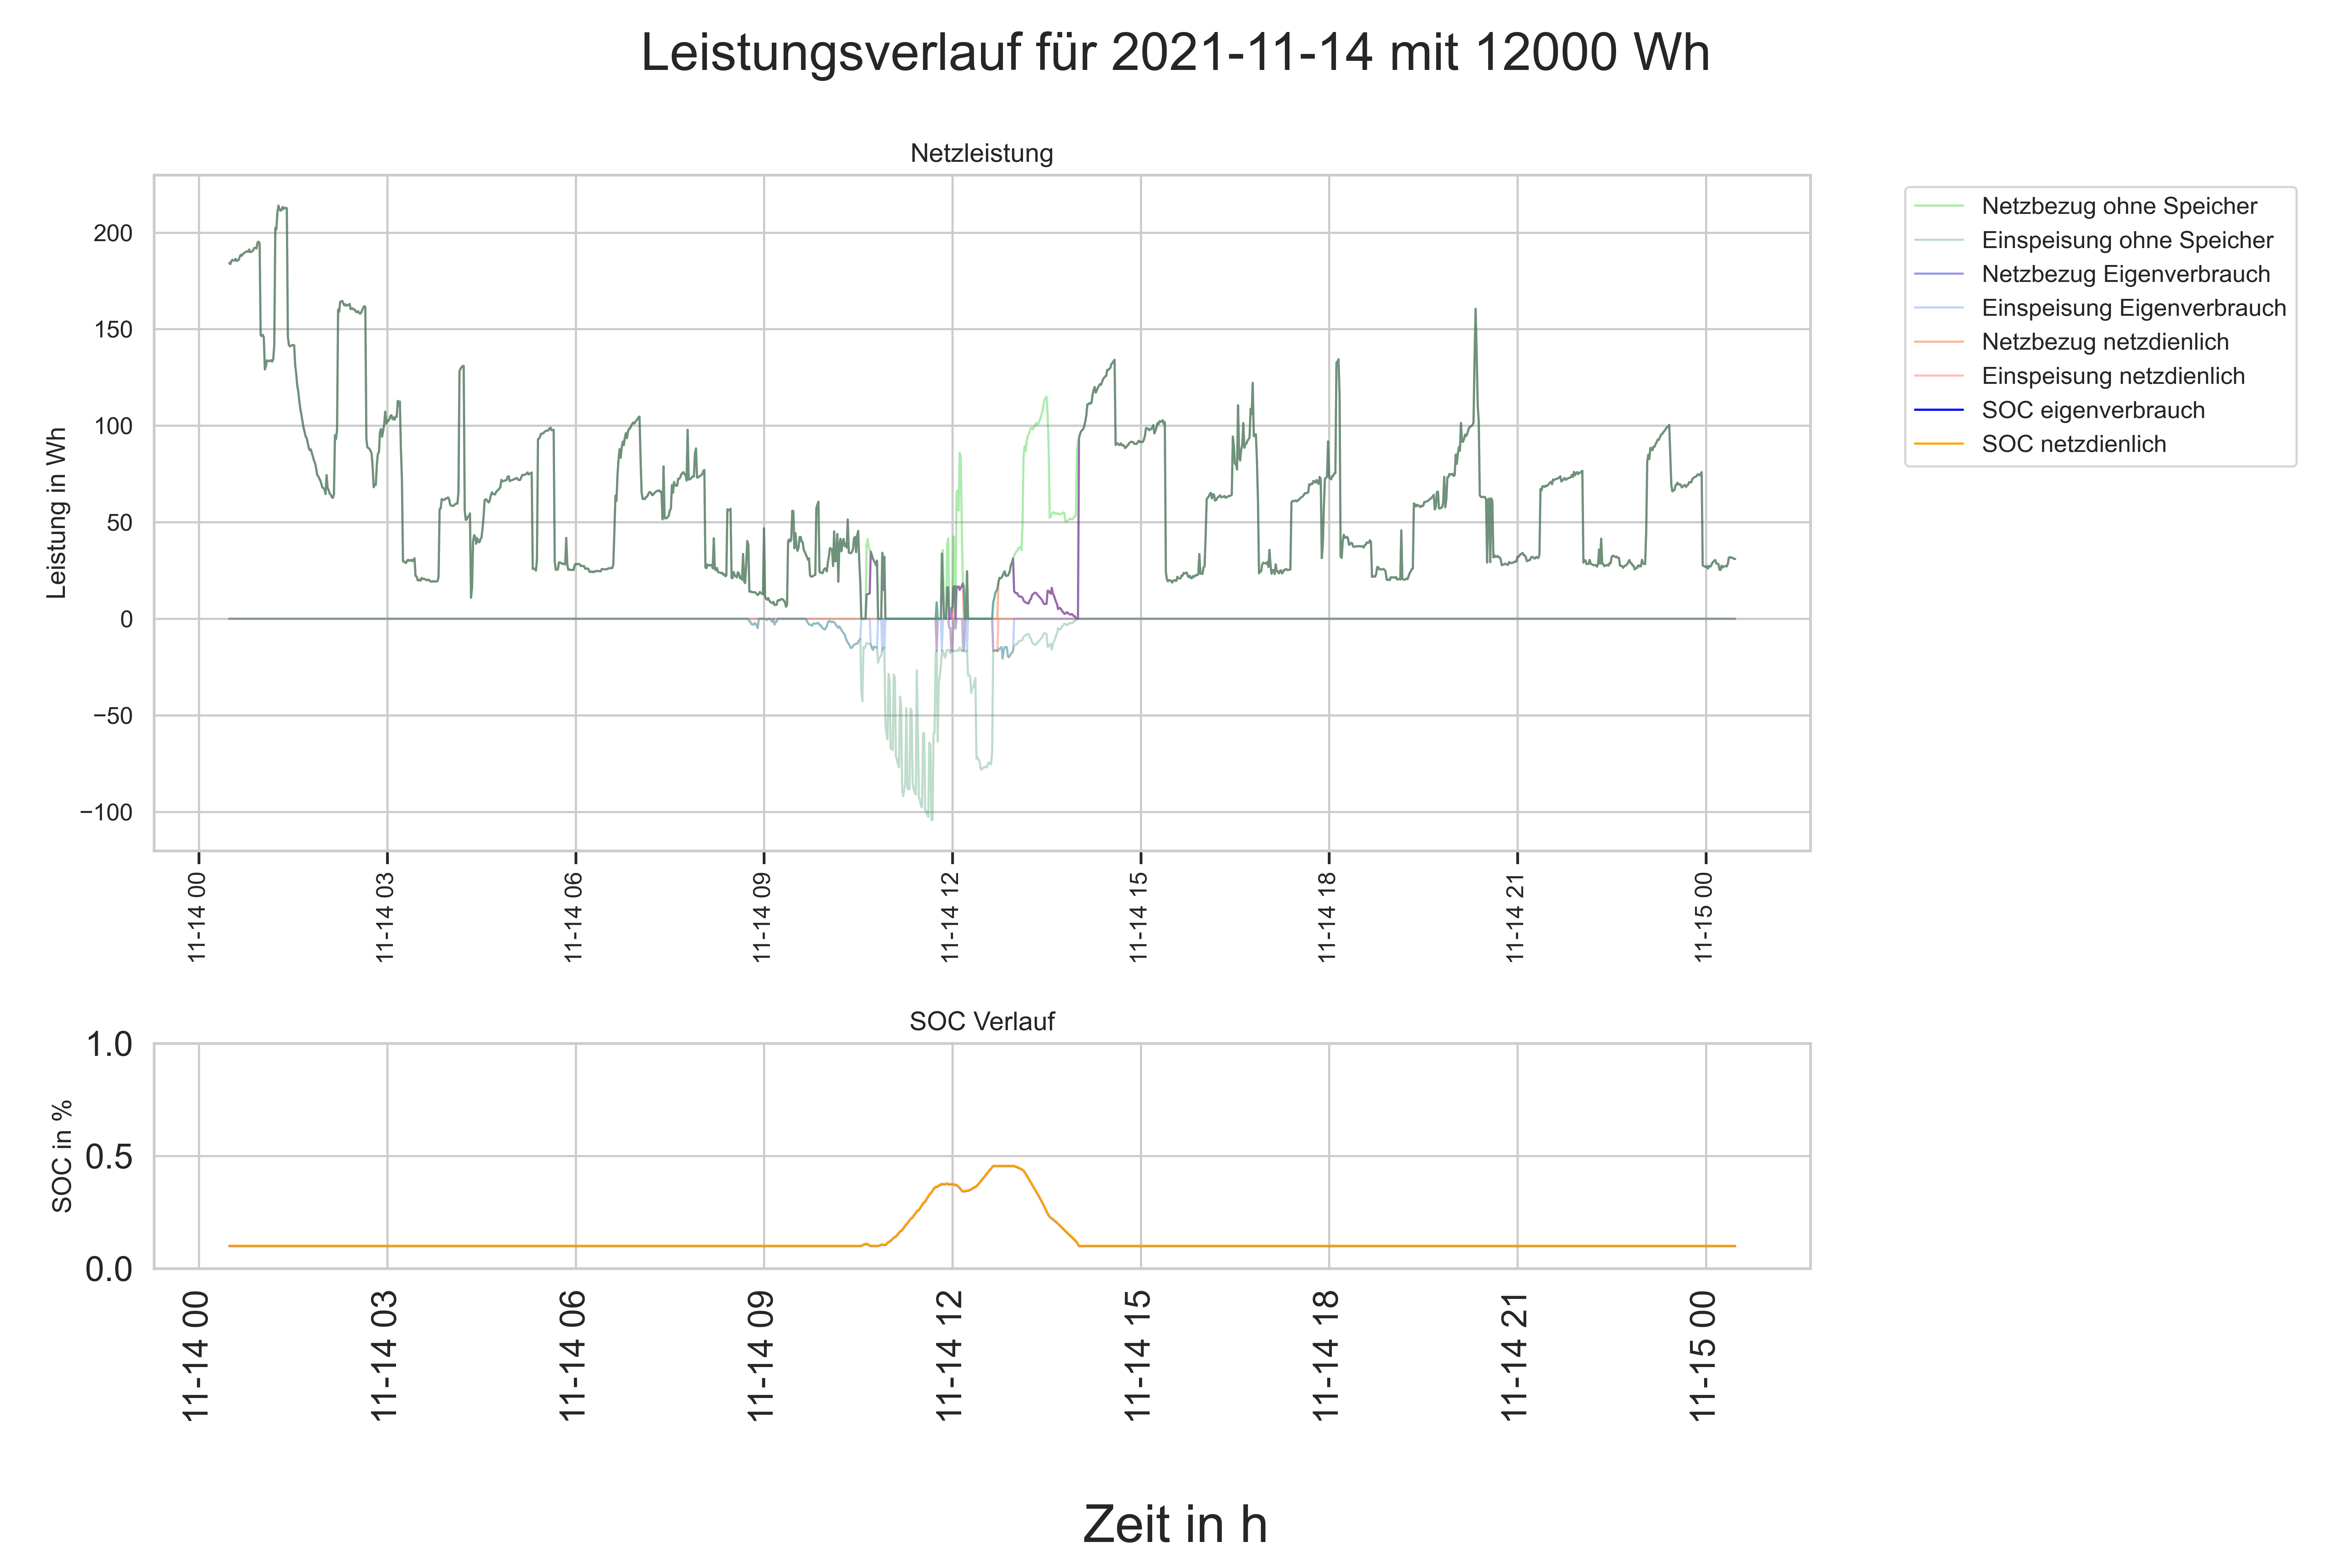 Leistungsverlauf für 2021-11-14 mit 12000 Wh
Netzleistung
Leistung in Wh
200
150
100
50
0
−50
−100
11-14 00
11-14 03
11-14 06
11-14 09
11-14 12
11-14 15
11-14 18
11-14 21
11-15 00
Netzbezug ohne Speicher
Einspeisung ohne Speicher
Netzbezug Eigenverbrauch
Einspeisung Eigenverbrauch
Netzbezug netzdienlich
Einspeisung netzdienlich
SOC eigenverbrauch
SOC netzdienlich
SOC Verlauf
SOC in %
1.0
0.5
0.0
11-14 00
11-14 03
11-14 06
11-14 09
11-14 12
11-14 15
11-14 18
11-14 21
11-15 00
Zeit in h